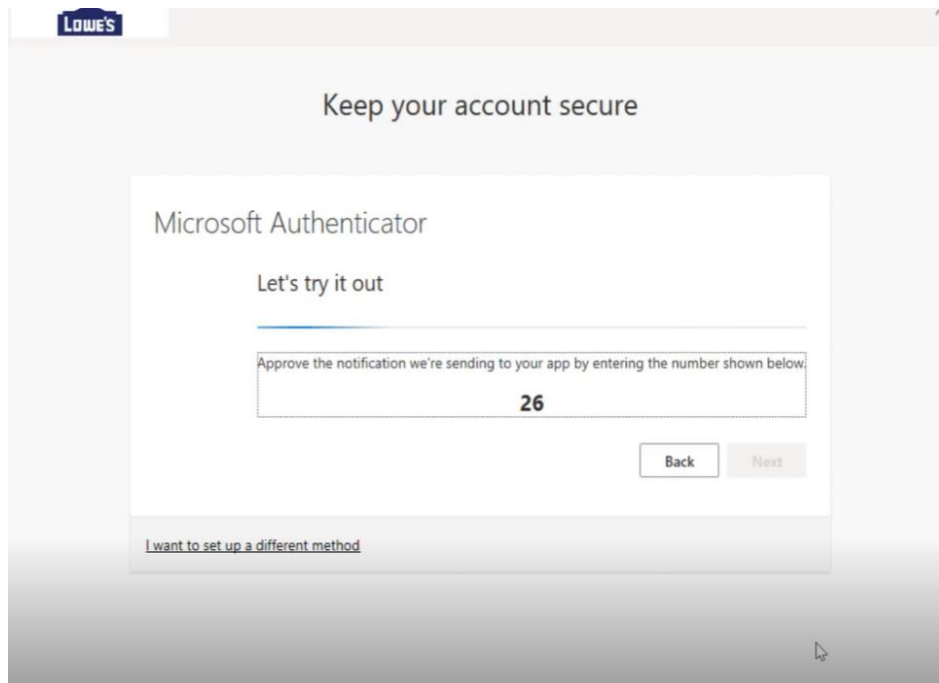 LOWE'S
Keep your account secure
Microsoft Authenticator
Let's try it out
Approve the notification we're sending to your app by entering the number shown below.
26
Back
Next
I want to set up a different method